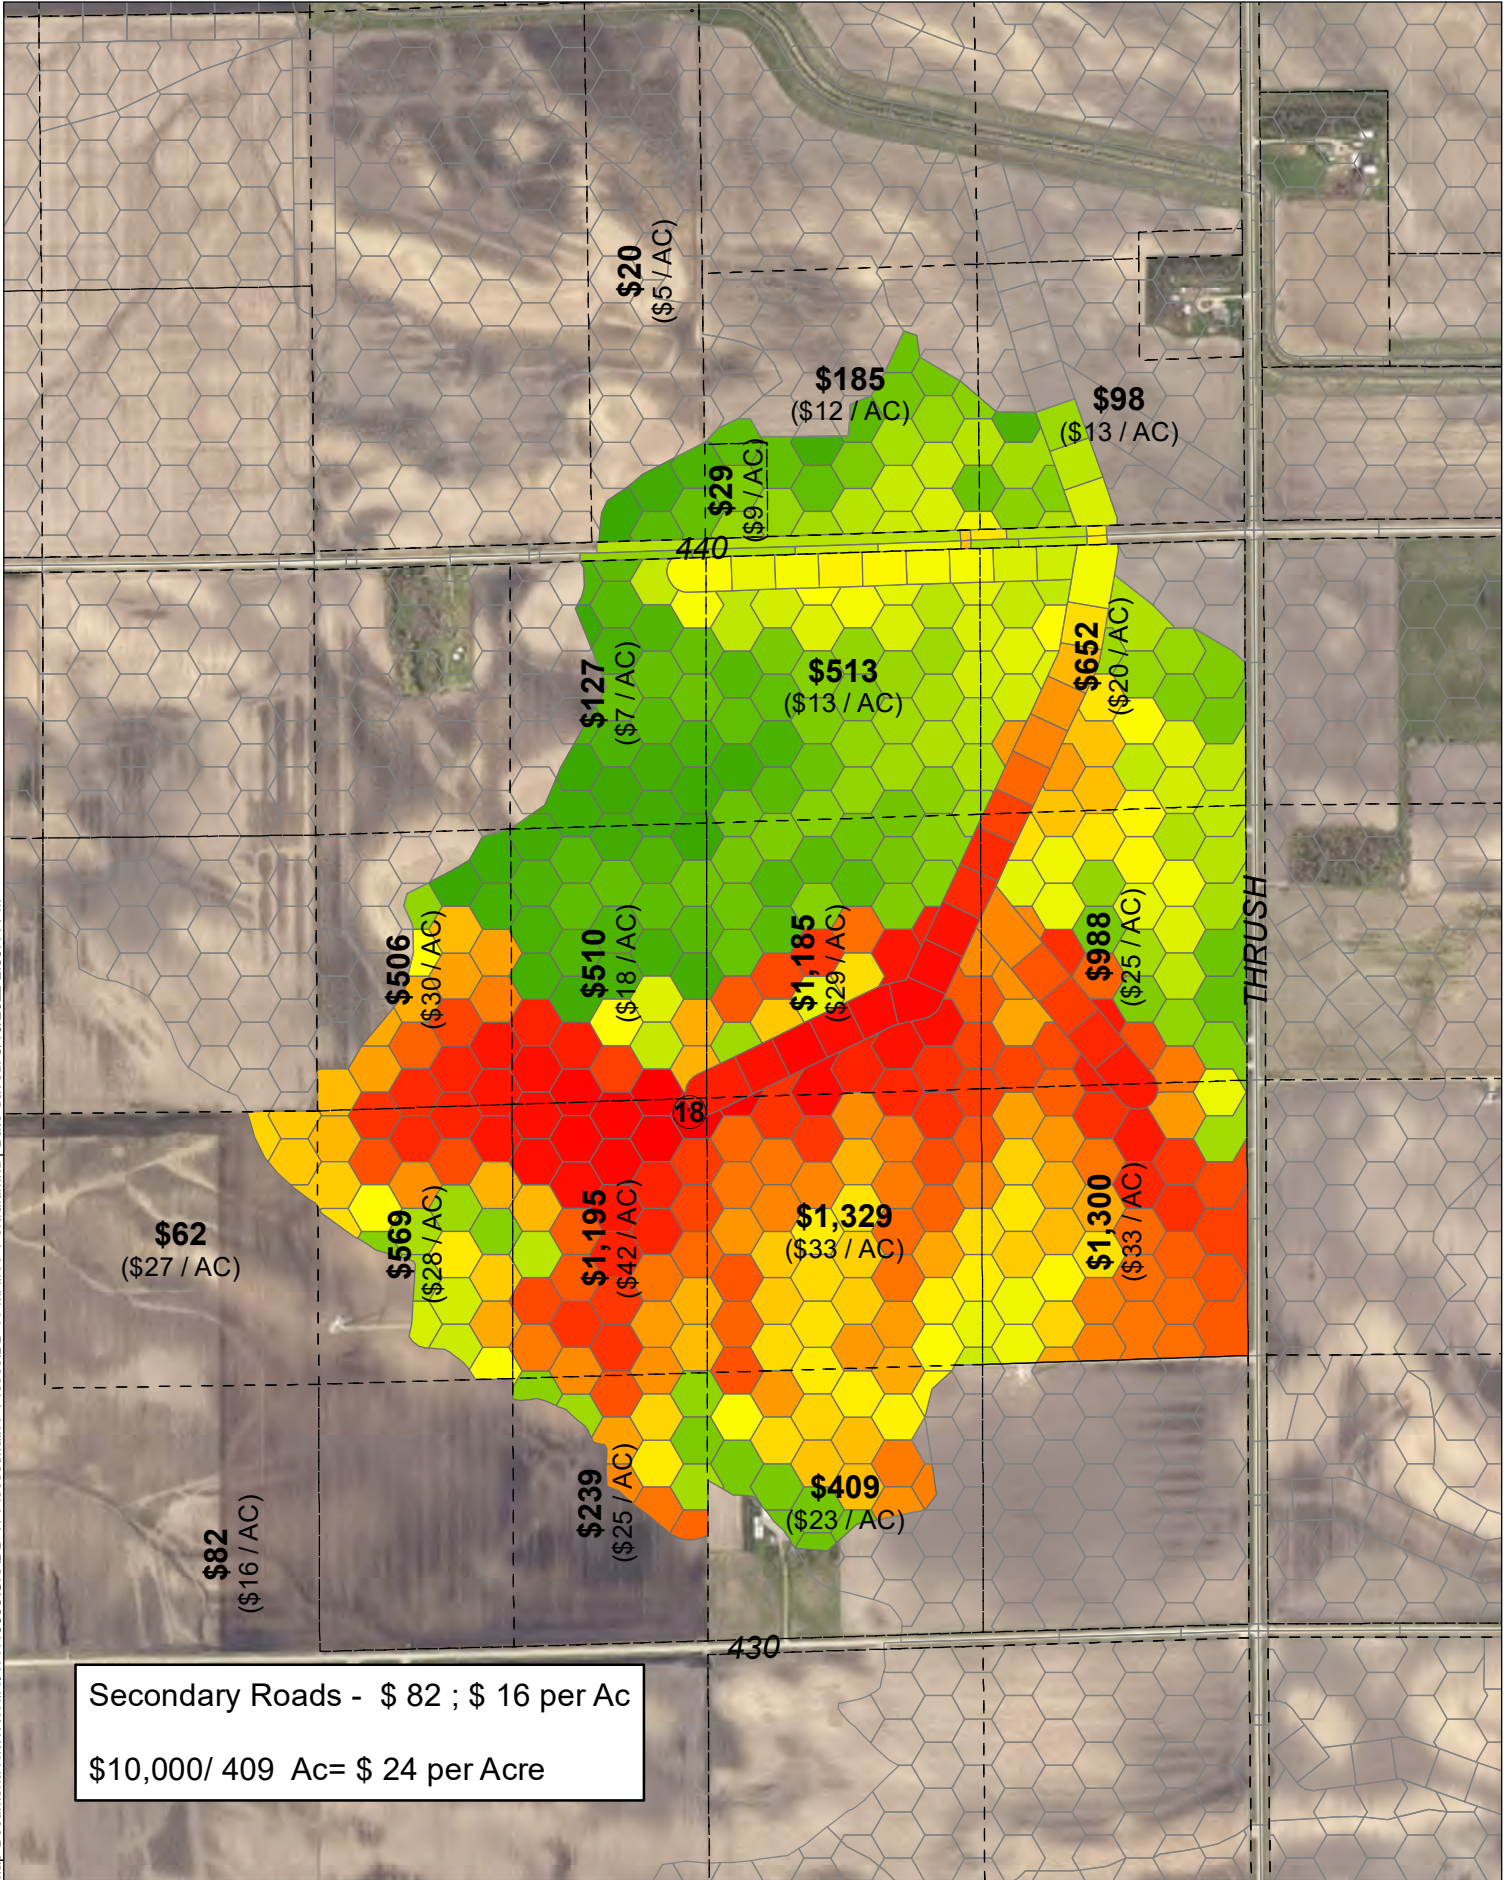 $20
($5 / AC)
$185
($12 / AC)
$98
($13 / AC)
$29
($9 / AC)
440
$127
($7 / AC)
$513
($13 / AC)
$652
($20 / AC)
THRUSH
$506
($30 / AC)
$510
($18 / AC)
$1,185
($29 / AC)
$988
($25 / AC)
18
$62
($27 / AC)
$569
($28 / AC)
$1,195
($42 / AC)
$1,329
($33 / AC)
$1,300
($33 / AC)
$82
($16 / AC)
$239
($25 / AC)
$409
($23 / AC)
430
Secondary Roads - $ 82 ; $ 16 per Ac
$10,000/ 409 Ac= $ 24 per Acre